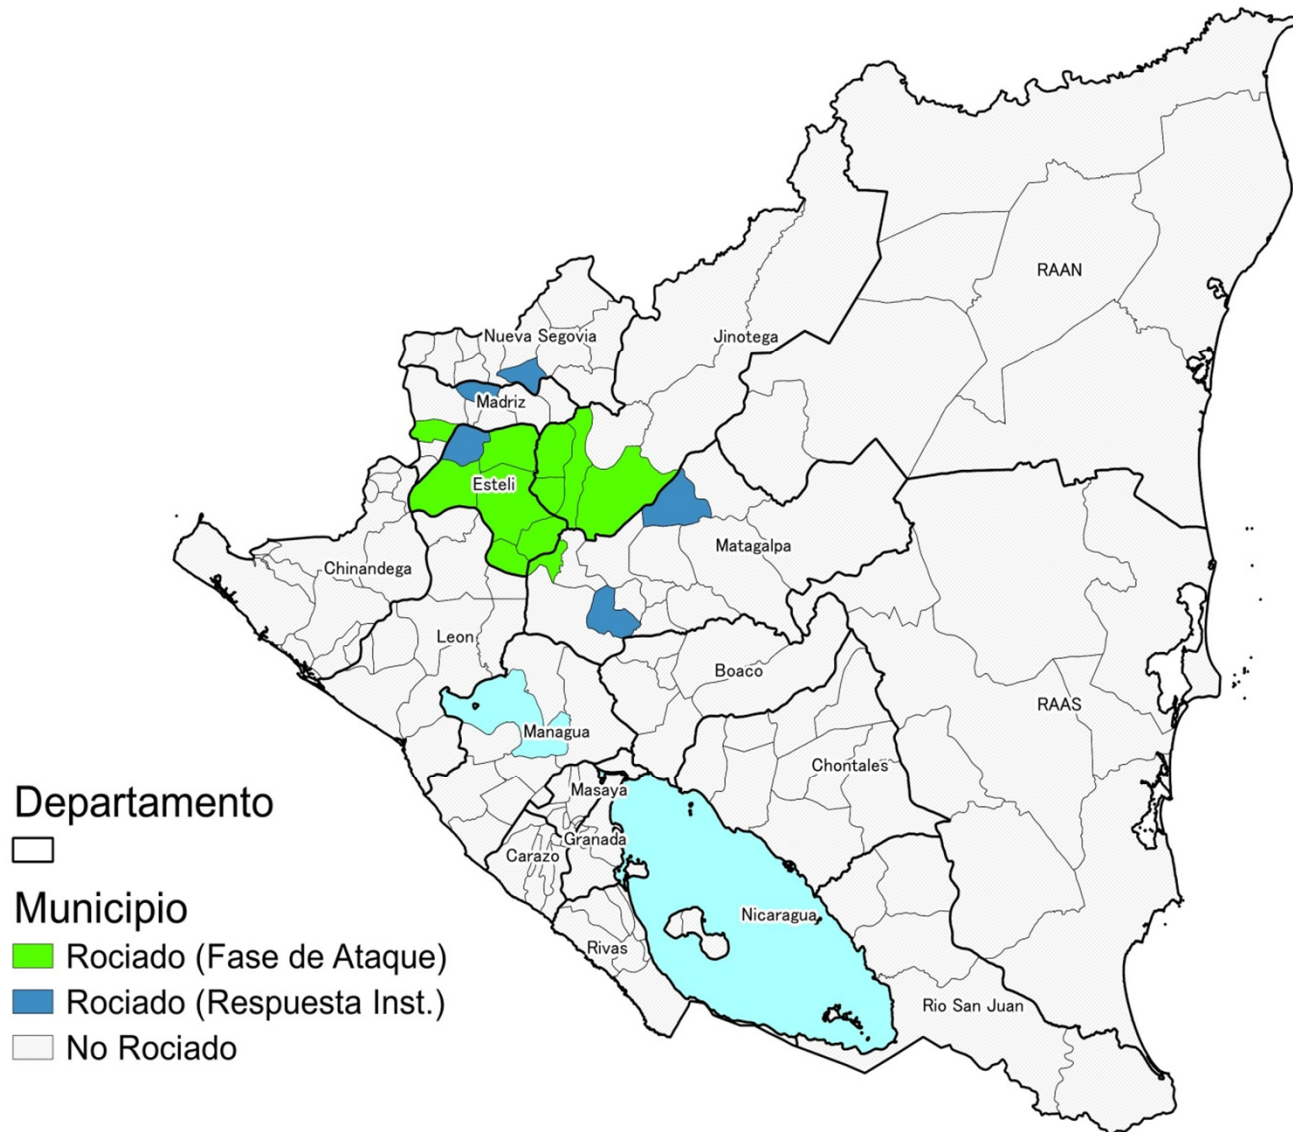 RAAN
Nueva Segovia
Jinotega
Madriz
Esteli
Matagalpa
Chinandega
Leon
Boaco
RAAS
Managua
Chontales
Masaya
Granada
Carazo
Nicaragua
Rivas
Rio San Juan
Departamento
Municipio
Rociado (Fase de Ataque)
Rociado (Respuesta Inst.)
No Rociado